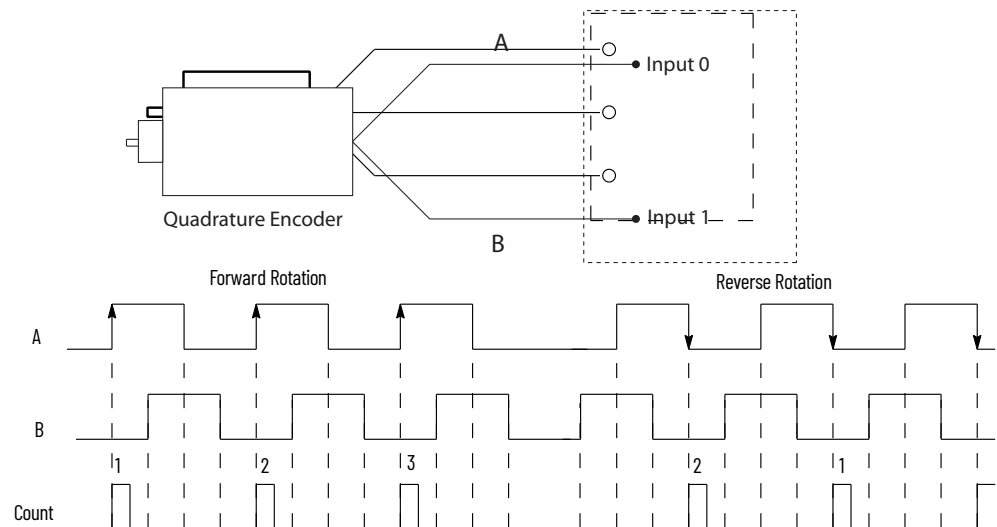 A
Input 0
Quadrature Encoder
Input 1
B
Forward Rotation
Reverse Rotation
A
B
1
2
3
2
1
Count